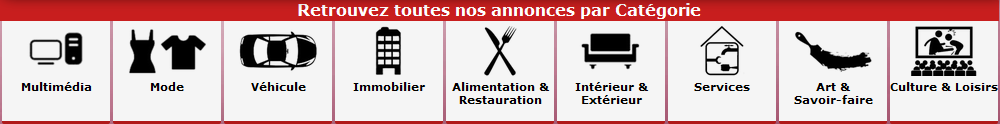 Retrouvez toutes nos annonces par Catégorie
Multimédia
Mode
Véhicule
Immobilier
Alimentation &
Restauration
Intérieur &
Extérieur
Services
Art &
Savoir-faire
Culture & Loisirs